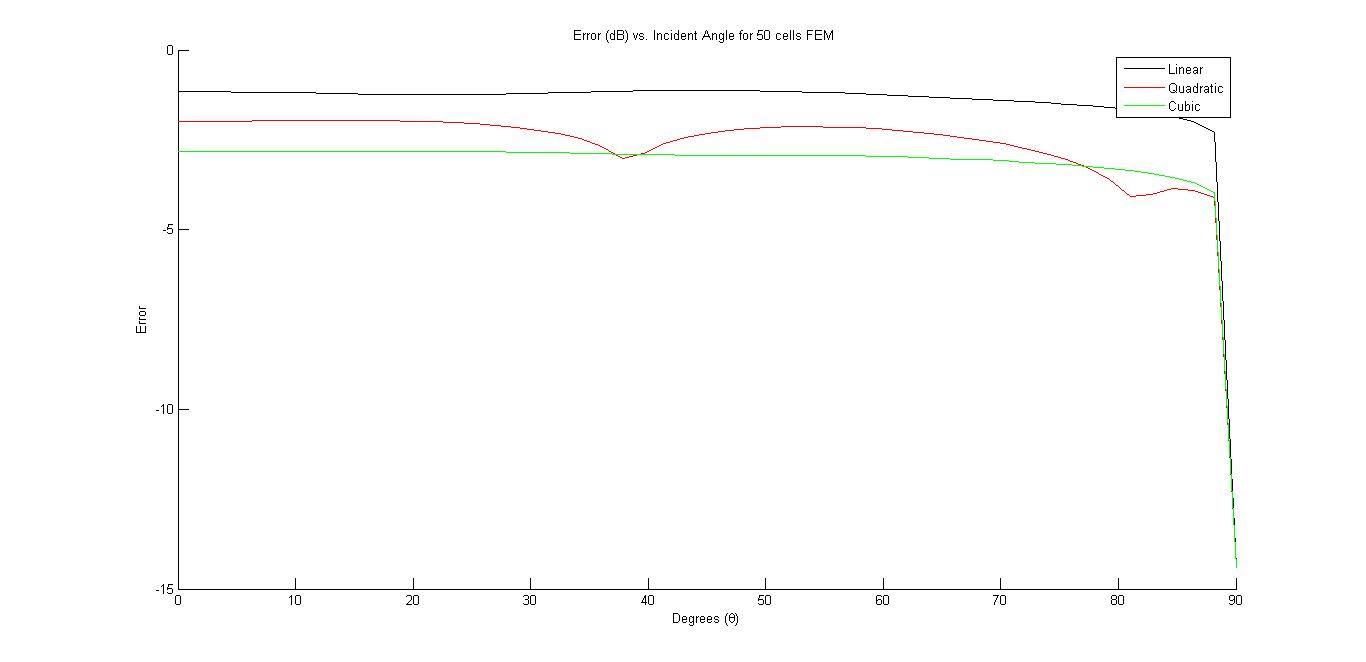 Error (dB) vs. Incident Angle for 50 cells FEM
0
-5
-10
-15
Error
Linear
Quadratic
Cubic
0 10 20 30 40 50 60 70 80 90
Degrees (θ)